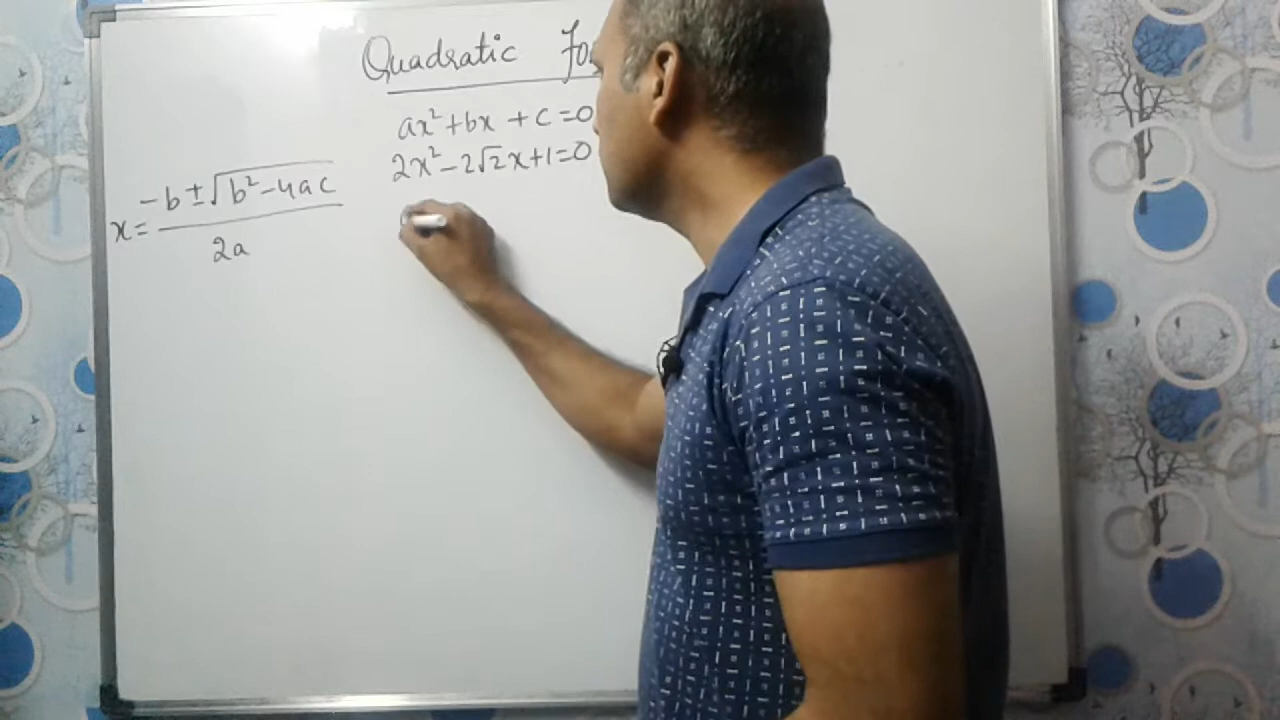 Quadratic
ax²+bx+c=0
2x²-2√2x+1=0
x= -b±√b²-4ac / 2a